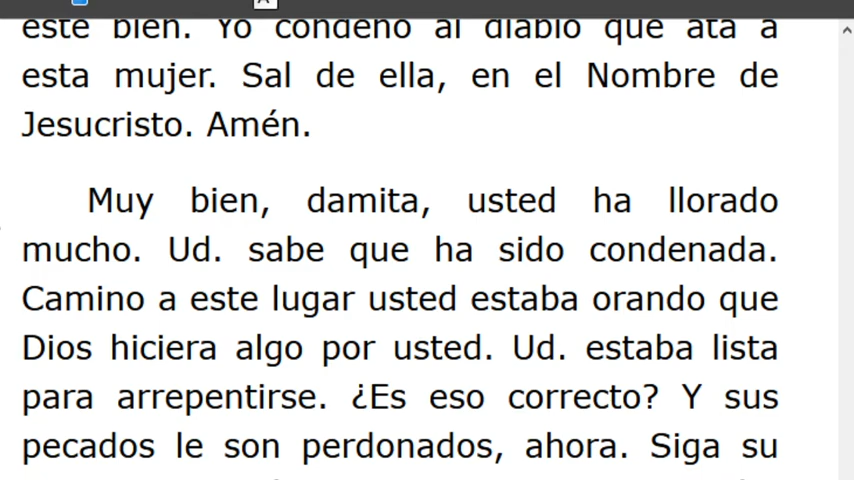 este bien. Yo condeno al diablo que ata a
esta mujer. Sal de ella, en el Nombre de
Jesucristo. Amén.
Muy bien, damita, usted ha llorado
mucho. Ud. sabe que ha sido condenada.
Camino a este lugar usted estaba orando que
Dios hiciera algo por usted. Ud. estaba lista
para arrepentirse. ¿Es eso correcto? Y sus
pecados le son perdonados, ahora. Siga su